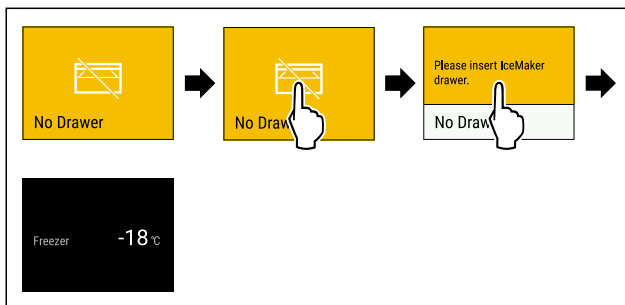 No Drawer
No Draw
Please insert IceMaker
drawer.
No Draw
Freezer -18 °C